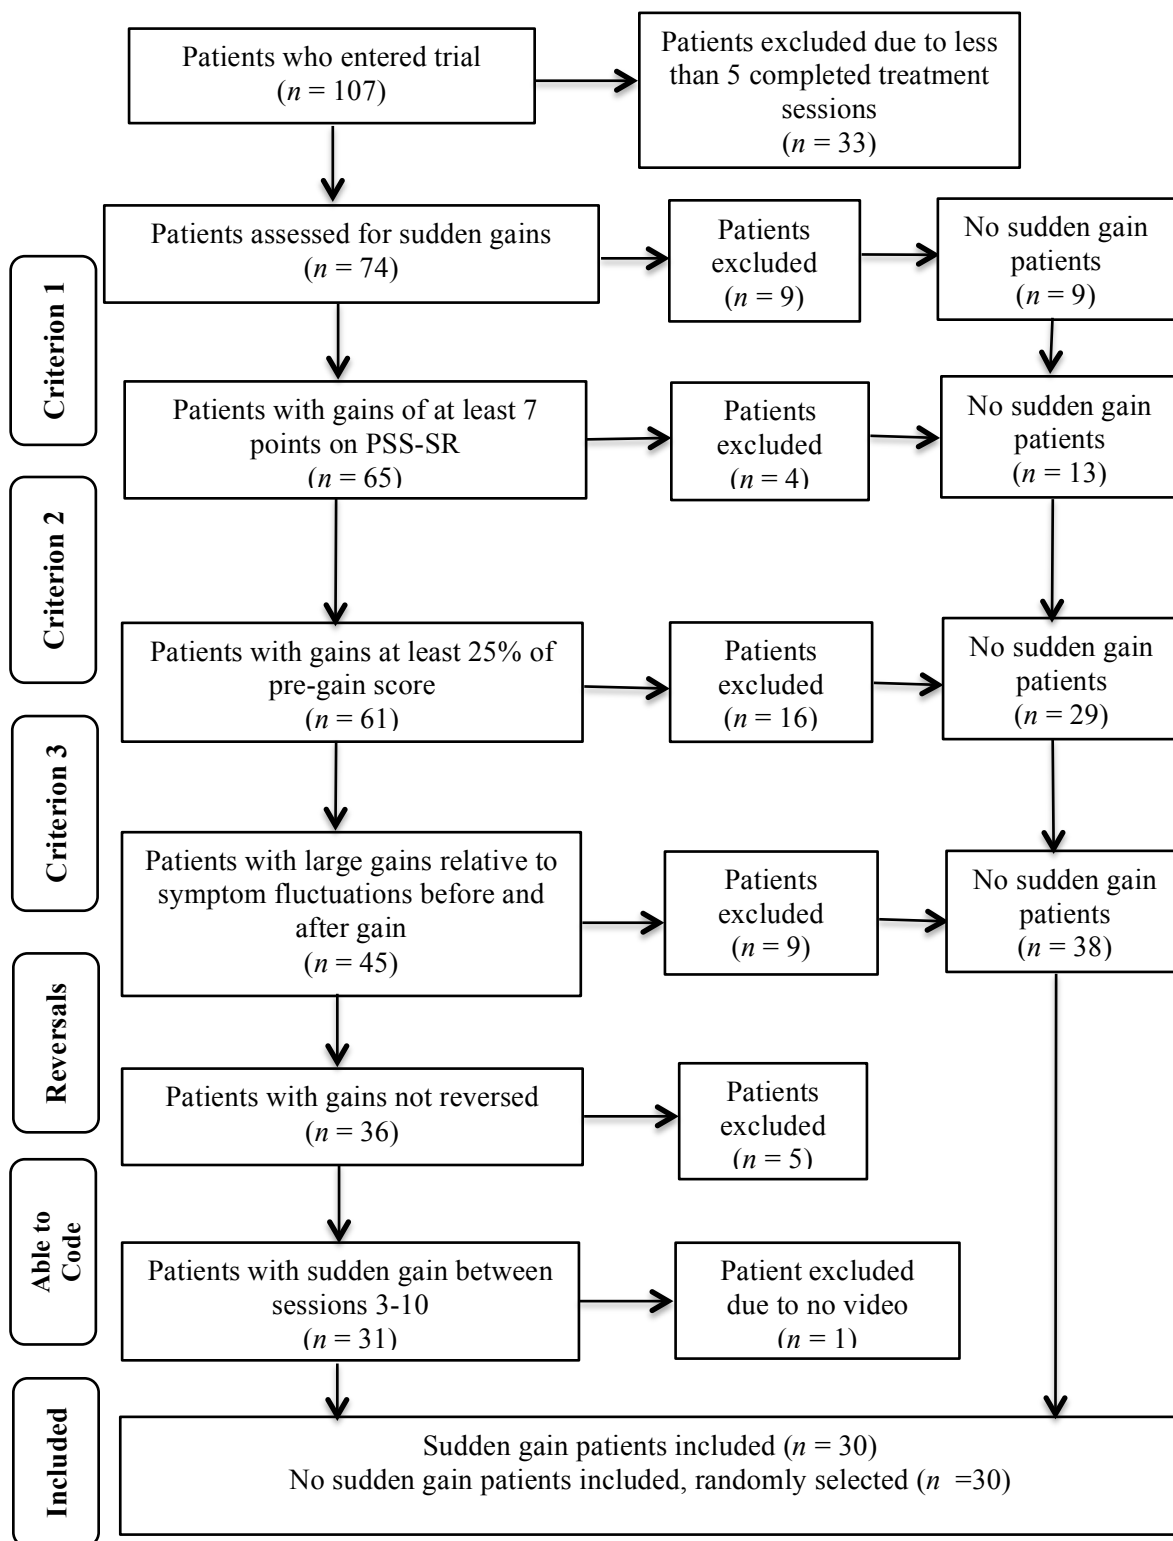 Patients who entered trial
(n = 107)
Patients excluded due to less
than 5 completed treatment
sessions
(n = 33)
Patients assessed for sudden gains
(n = 74)
Patients
excluded
(n = 9)
No sudden gain
patients
(n = 9)
Criterion 1
Patients with gains of at least 7
points on PSS-SR
(n = 65)
Patients
excluded
(n = 4)
No sudden gain
patients
(n = 13)
Criterion 2
Patients with gains at least 25% of
pre-gain score
(n = 61)
Patients
excluded
(n = 16)
No sudden gain
patients
(n = 29)
Criterion 3
Patients with large gains relative to
symptom fluctuations before and
after gain
(n = 45)
Patients
excluded
(n = 9)
No sudden gain
patients
(n = 38)
Reversals
Patients with gains not reversed
(n = 36)
Patients
excluded
(n = 5)
Able to
Code
Patients with sudden gain between
sessions 3-10
(n = 31)
Patient excluded
due to no video
(n = 1)
Included
Sudden gain patients included (n = 30)
No sudden gain patients included, randomly selected (n =30)